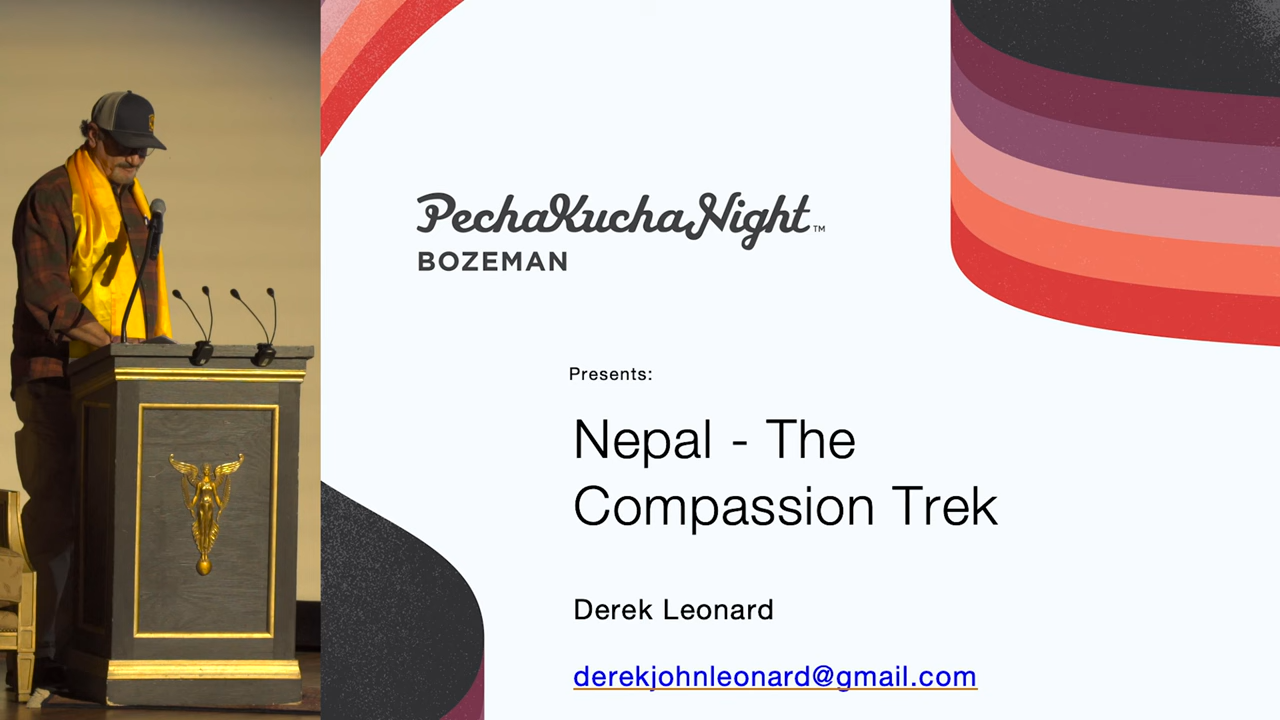 PechaKuchaNight™
BOZEMAN
Presents:
Nepal - The
Compassion Trek
Derek Leonard
derekjohnleonard@gmail.com